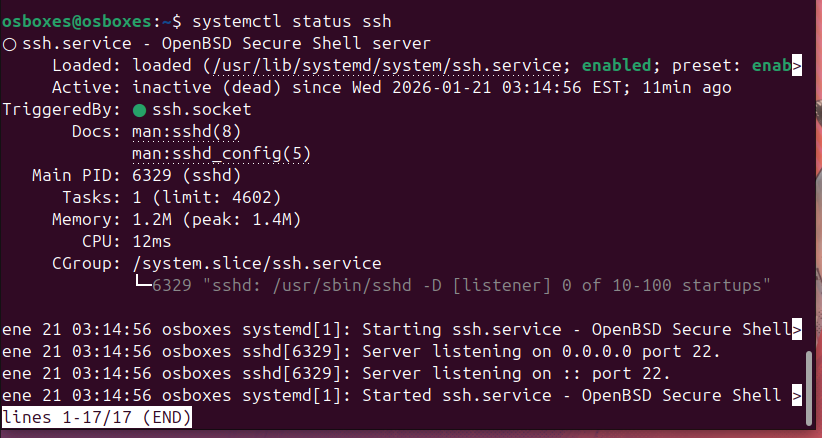 osboxes@osboxes:~$ systemctl status ssh
○ ssh.service - OpenBSD Secure Shell server
Loaded: loaded (/usr/lib/systemd/system/ssh.service; enabled; preset: enab>
Active: inactive (dead) since Wed 2026-01-21 03:14:56 EST; 11min ago
TriggeredBy: ● ssh.socket
Docs: man:sshd(8)
man:sshd_config(5)
Main PID: 6329 (sshd)
Tasks: 1 (limit: 4602)
Memory: 1.2M (peak: 1.4M)
CPU: 12ms
CGroup: /system.slice/ssh.service
└─6329 "sshd: /usr/sbin/sshd -D [listener] 0 of 10-100 startups"
ene 21 03:14:56 osboxes systemd[1]: Starting ssh.service - OpenBSD Secure Shell>
ene 21 03:14:56 osboxes sshd[6329]: Server listening on 0.0.0.0 port 22.
ene 21 03:14:56 osboxes sshd[6329]: Server listening on :: port 22.
ene 21 03:14:56 osboxes systemd[1]: Started ssh.service - OpenBSD Secure Shell >
lines 1-17/17 (END)